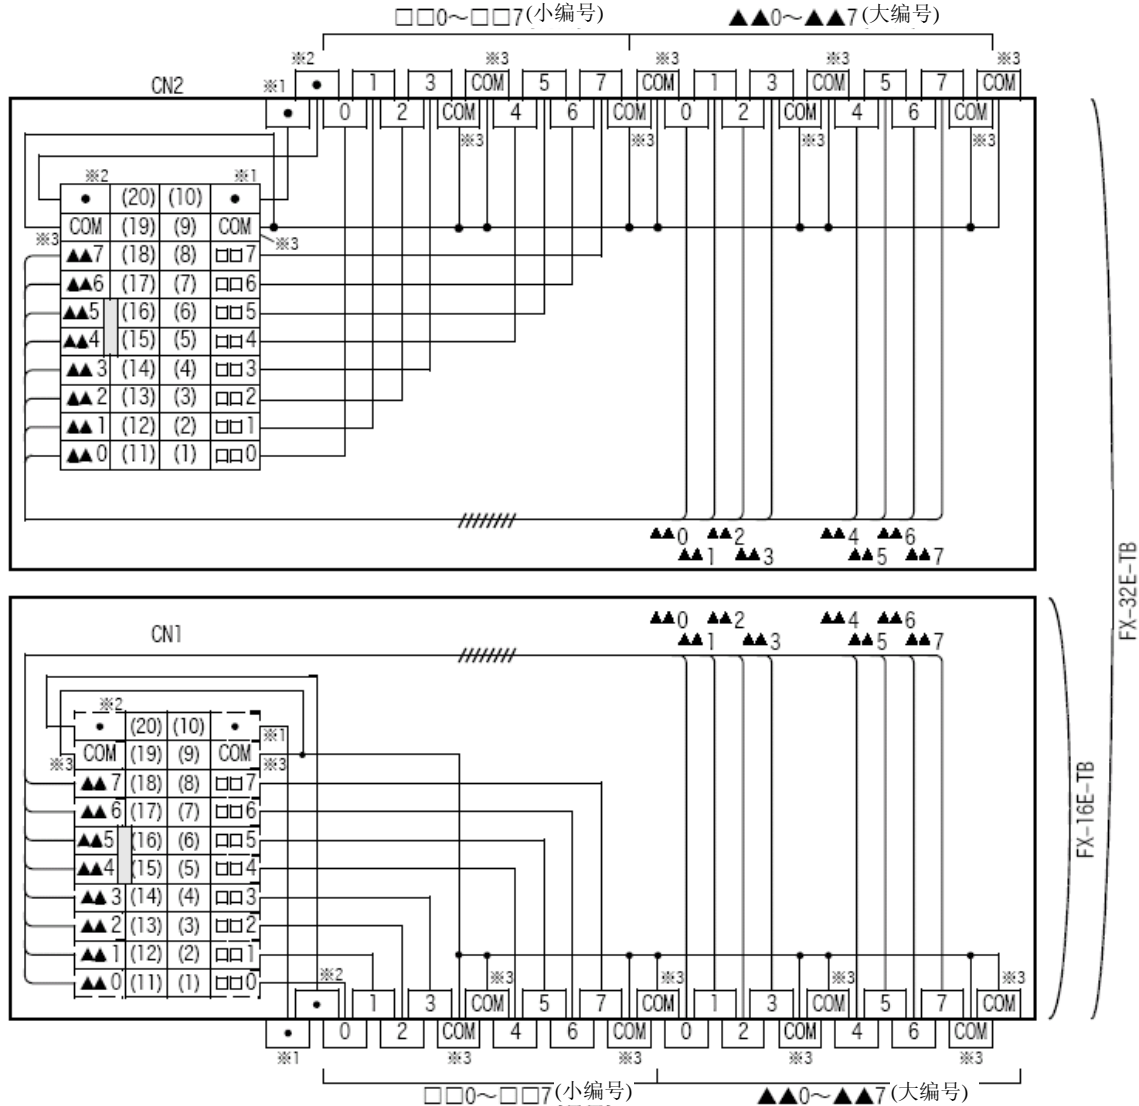 □□0～□□7(小编号) ▲▲0～▲▲7(大编号)
※2 ※3 ※3 ※3 ※3
CN2 ※1 • 1 3 COM 5 7 COM 1 3 COM 5 7 COM
• 0 2 COM 4 6 COM 0 2 COM 4 6 COM
※3 ※3 ※3 ※3
※2 ※1
• (20) (10) •
COM (19) (9) COM
※3 ※3
▲▲7 (18) (8) □□7
▲▲6 (17) (7) □□6
▲▲5 (16) (6) □□5
▲▲4 (15) (5) □□4
▲▲3 (14) (4) □□3
▲▲2 (13) (3) □□2
▲▲1 (12) (2) □□1
▲▲0 (11) (1) □□0
▲▲0 ▲▲2 ▲▲4 ▲▲6
▲▲1 ▲▲3 ▲▲5 ▲▲7
FX-32E-TB
▲▲0 ▲▲2 ▲▲4 ▲▲6
CN1 ▲▲1 ▲▲3 ▲▲5 ▲▲7
※2
• (20) (10) •
※1
COM (19) (9) COM
※3 ※3
▲▲7 (18) (8) □□7
▲▲6 (17) (7) □□6
▲▲5 (16) (6) □□5
▲▲4 (15) (5) □□4
▲▲3 (14) (4) □□3
▲▲2 (13) (3) □□2
▲▲1 (12) (2) □□1
▲▲0 (11) (1) □□0
FX-16E-TB
※2 ※3 ※3 ※3 ※3
• 1 3 COM 5 7 COM 1 3 COM 5 7 COM
• 0 2 COM 4 6 COM 0 2 COM 4 6 COM
※1 ※3 ※3 ※3 ※3
□□0～□□7(小编号) ▲▲0～▲▲7(大编号)